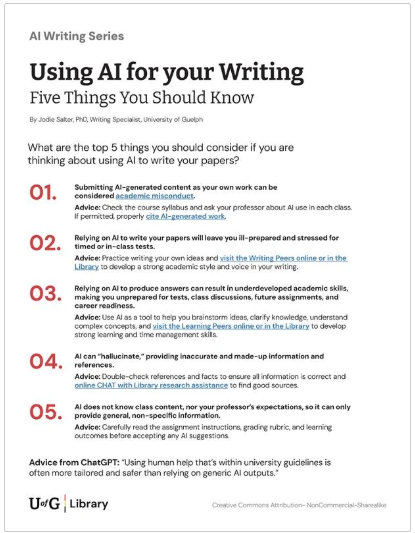 AI Writing Series
Using AI for your Writing
Five Things You Should Know
By Jodie Salter, PhD, Writing Specialist, University of Guelph
What are the top 5 things you should consider if you are
thinking about using AI to write your papers?
01.
Submitting AI-generated content as your own work can be
considered academic misconduct.
Advice: Check the course syllabus and ask your professor about AI use in each class.
If permitted, properly cite AI-generated work.
02.
Relying on AI to write your papers will leave you ill-prepared and stressed for
timed or in-class tests.
Advice: Practice writing your own ideas and visit the Writing Peers online or in the
Library to develop a strong academic style and voice in your writing.
03.
Relying on AI to produce answers can result in underdeveloped academic skills,
making you unprepared for tests, class discussions, future assignments, and
career readiness.
Advice: Use AI as a tool to help you brainstorm ideas, clarify knowledge, understand
complex concepts, and visit the Learning Peers online or in the Library to develop
strong learning and time management skills.
04.
AI can "hallucinate," providing inaccurate and made-up information and
references.
Advice: Double-check references and facts to ensure all information is correct and
online CHAT with Library research assistance to find good sources.
05.
AI does not know class content, nor your professor's expectations, so it can only
provide general, non-specific information.
Advice: Carefully read the assignment instructions, grading rubric, and learning
outcomes before accepting any AI suggestions.
Advice from ChatGPT: "Using human help that's within university guidelines is
often more tailored and safer than relying on generic AI outputs."
UofG Library
Creative Commons Attribution- NonCommercial-Sharealike